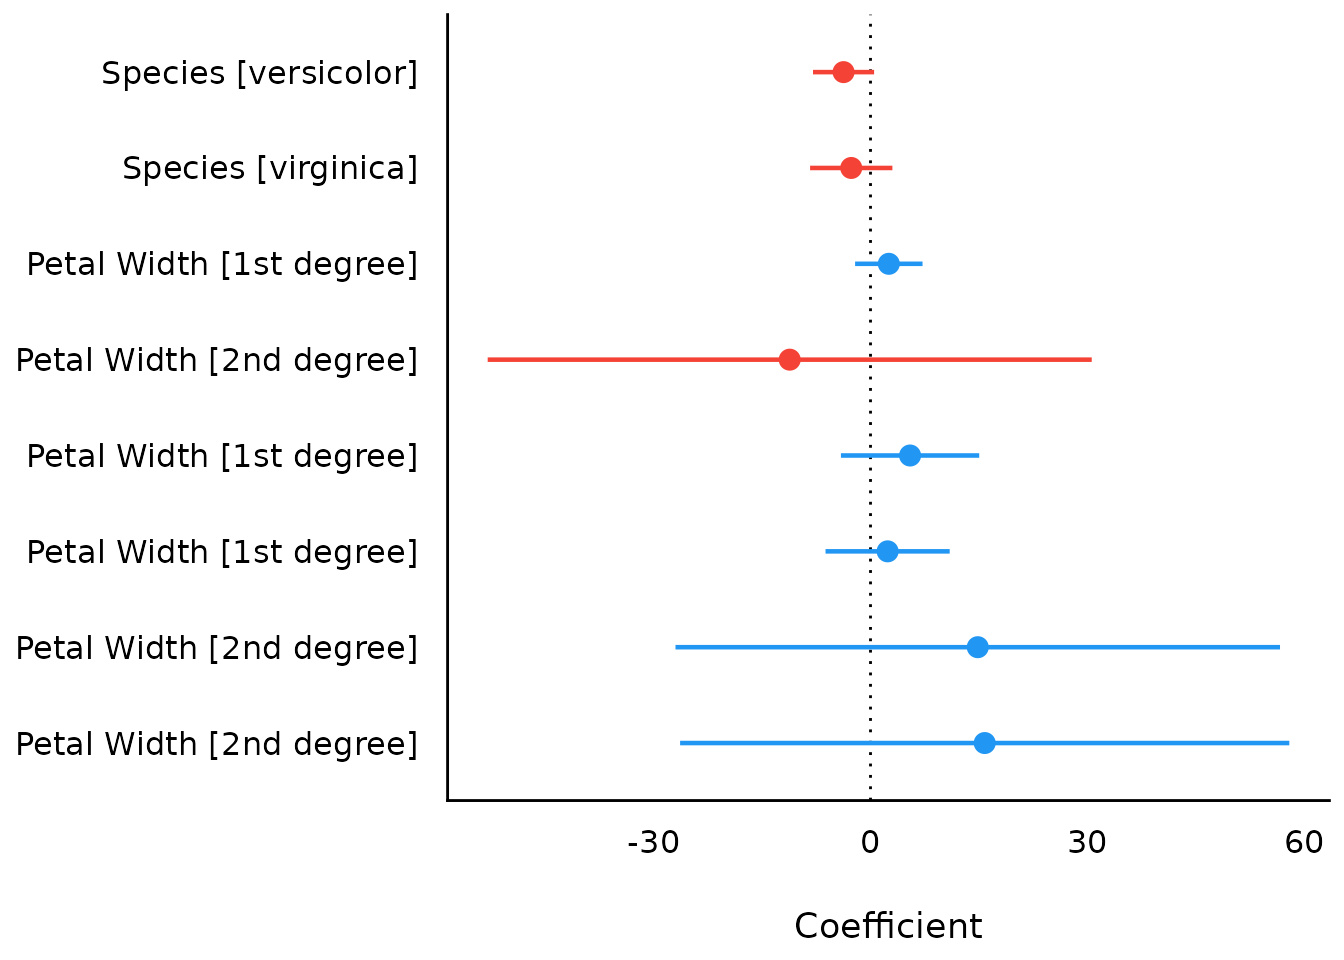 Species [versicolor]
Species [virginica]
Petal Width [1st degree]
Petal Width [2nd degree]
Petal Width [1st degree]
Petal Width [1st degree]
Petal Width [2nd degree]
Petal Width [2nd degree]
-30 0 30 60
Coefficient